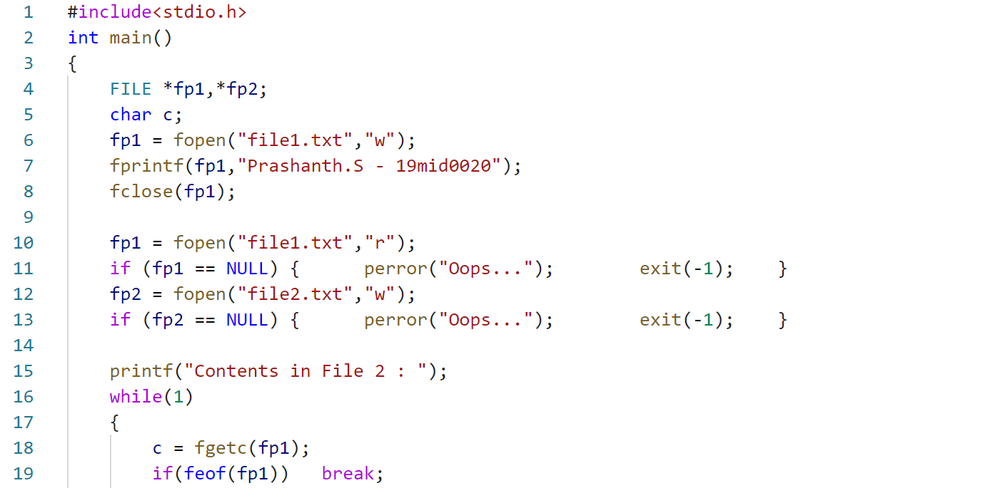 1 #include<stdio.h>
2 int main()
3 {
4 FILE *fp1,*fp2;
5 char c;
6 fp1 = fopen("file1.txt","w");
7 fprintf(fp1,"Prashanth.S - 19mid0020");
8 fclose(fp1);
9
10 fp1 = fopen("file1.txt","r");
11 if (fp1 == NULL) { perror("Oops..."); exit(-1); }
12 fp2 = fopen("file2.txt","w");
13 if (fp2 == NULL) { perror("Oops..."); exit(-1); }
14
15 printf("Contents in File 2 : ");
16 while(1)
17 {
18 c = fgetc(fp1);
19 if(feof(fp1)) break;